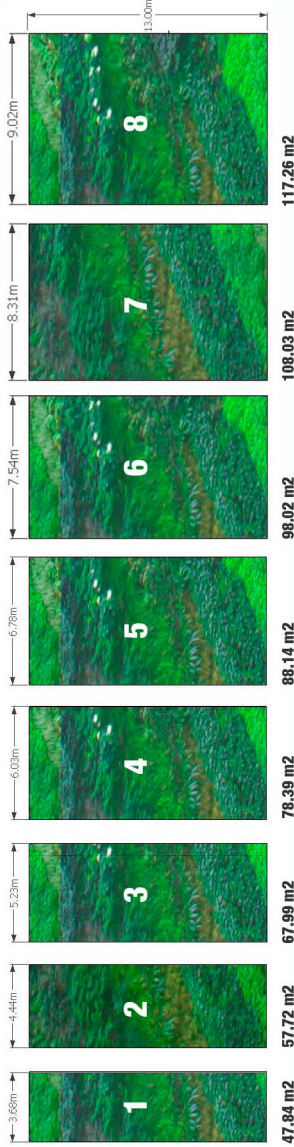 3.68m
1
47.84 m2
4.44m
2
57.72 m2
5.23m
3
67.99 m2
6.03m
4
78.39 m2
6.78m
5
88.14 m2
7.54m
6
98.02 m2
8.31m
7
108.03 m2
9.02m
8
117.26 m2
13.00m